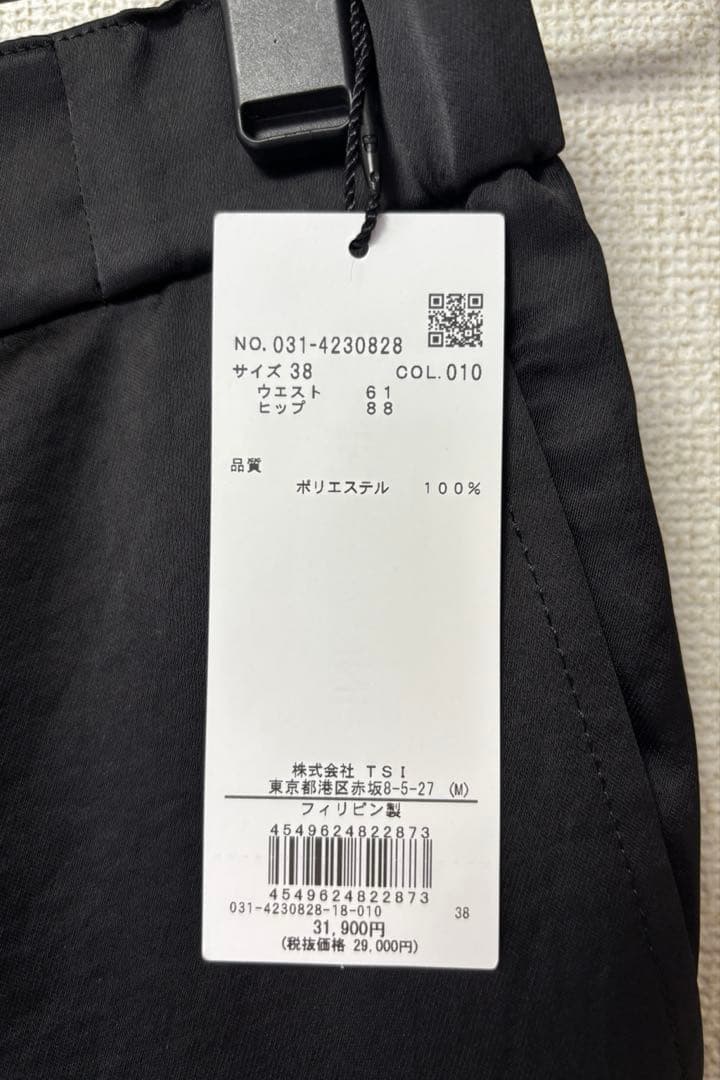 NO. 031-4230828
サイズ 38 COL. 010
ウエスト 61
ヒップ 88
品質
ポリエステル 100%
株式会社 TSI
東京都港区赤坂8-5-27 (M)
フィリピン製
4549624822873
4549624822873
031-4230828-18-010 38
31,900円
(税抜価格 29,000円)